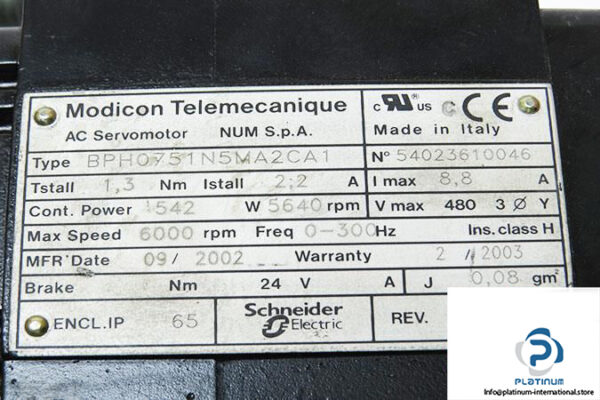 Modicon Telemecanique
c RU US CE
AC Servomotor NUM S.p.A. Made in Italy
Type BPH0751N5MA2CA1 N° 54023610046
Tstall 1,3 Nm Istall 2,2 A I max 8,8 A
Cont. Power 542 W 5640 rpm V max 480 3 Ø Y
Max Speed 6000 rpm Freq 0-300 Hz Ins. class H
MFR Date 09/ 2002 Warranty 2 / 2003
Brake Nm 24 V A J 0,08 gm²
ENCL.IP 65 Schneider Electric REV.
PLATINUM
Info@platinum-international.store